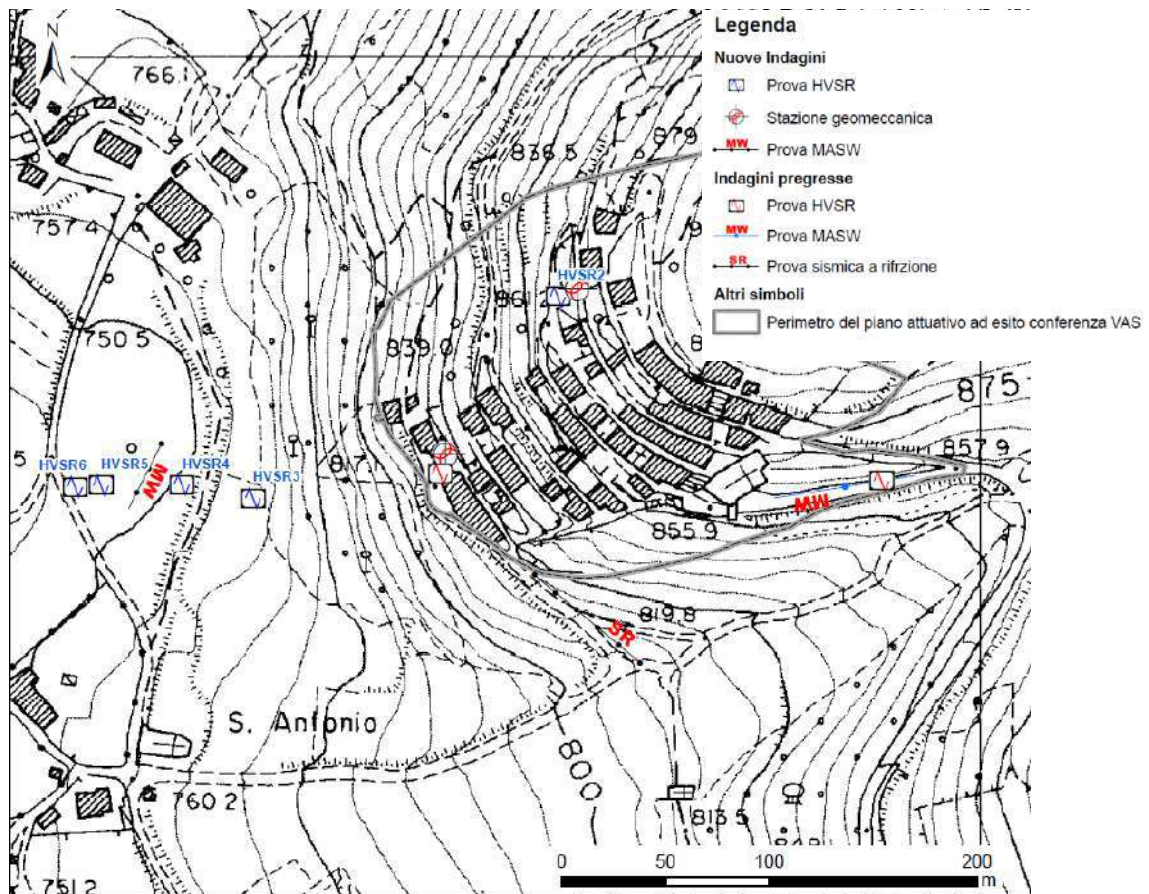 Legenda
Nuove Indagini
Prova HVSR
Stazione geomeccanica
MW Prova MASW
Indagini pregresse
Prova HVSR
MW Prova MASW
SR Prova sismica a rifrzione
Altri simboli
Perimetro del piano attuativo ad esito conferenza VAS
N
766.1
836.5
879
757.4
HVSR2
861.2
750.5
839.0
875
857.9
HVSR6
HVSR5
HVSR4
HVSR3
MW
MW
855.9
819.8
SR
S. Antonio
800
760.2
813.5
751.2
0 50 100 200
m